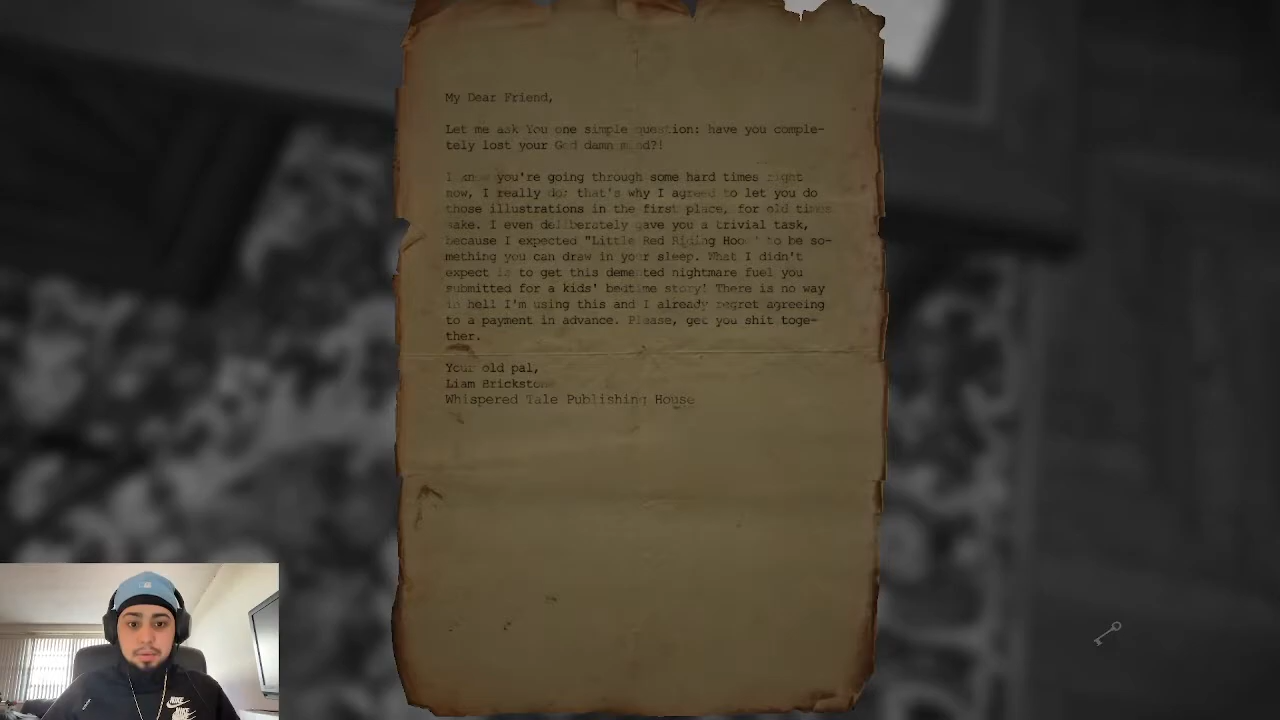 My Dear Friend,
Let me ask You one simple question: have you comple-
tely lost your God damn mind?!
I know you're going through some hard times right
now, I really do: that's why I agreed to let you do
those illustrations in the first place, for old times
sake. I even deliberately gave you a trivial task,
because I expected "Little Red Riding Hood" to be so-
mething you can draw in your sleep. What I didn't
expect is to get this demented nightmare fuel you
submitted for a kids' bedtime story! There is no way
in hell I'm using this and I already regret agreeing
to a payment in advance. Please, get you shit toge-
ther.
Your old pal,
Liam Brickstone
Whispered Tale Publishing House
NIKE
NIKE